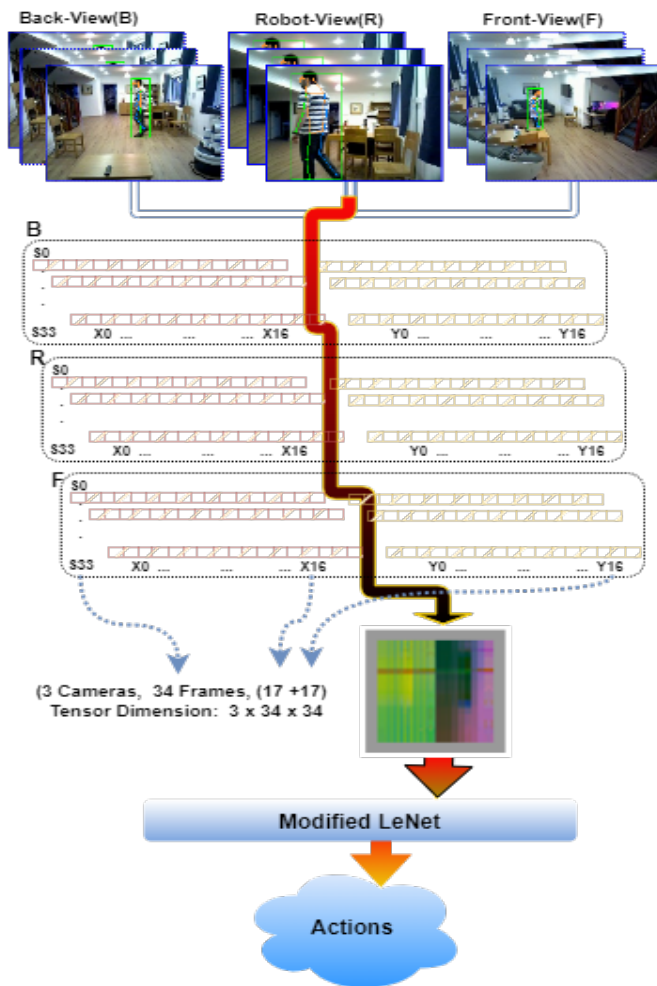 Back-View(B) Robot-View(R) Front-View(F)
B
S0
.
.
.
S33 X0 ... ... ... X16 Y0 ... ... ... Y16
R
S0
.
.
.
S33 X0 ... ... ... X16 Y0 ... ... ... Y16
F
S0
.
.
.
S33 X0 ... ... ... X16 Y0 ... ... ... Y16
(3 Cameras, 34 Frames, (17 +17)
Tensor Dimension: 3 x 34 x 34
Modified LeNet
Actions